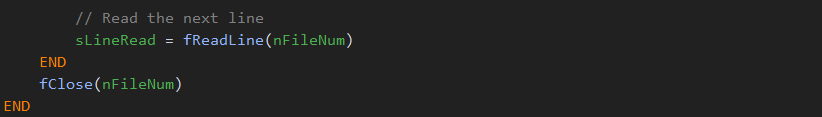 // Read the next line
sLineRead = fReadLine(nFileNum)
END
fClose(nFileNum)
END